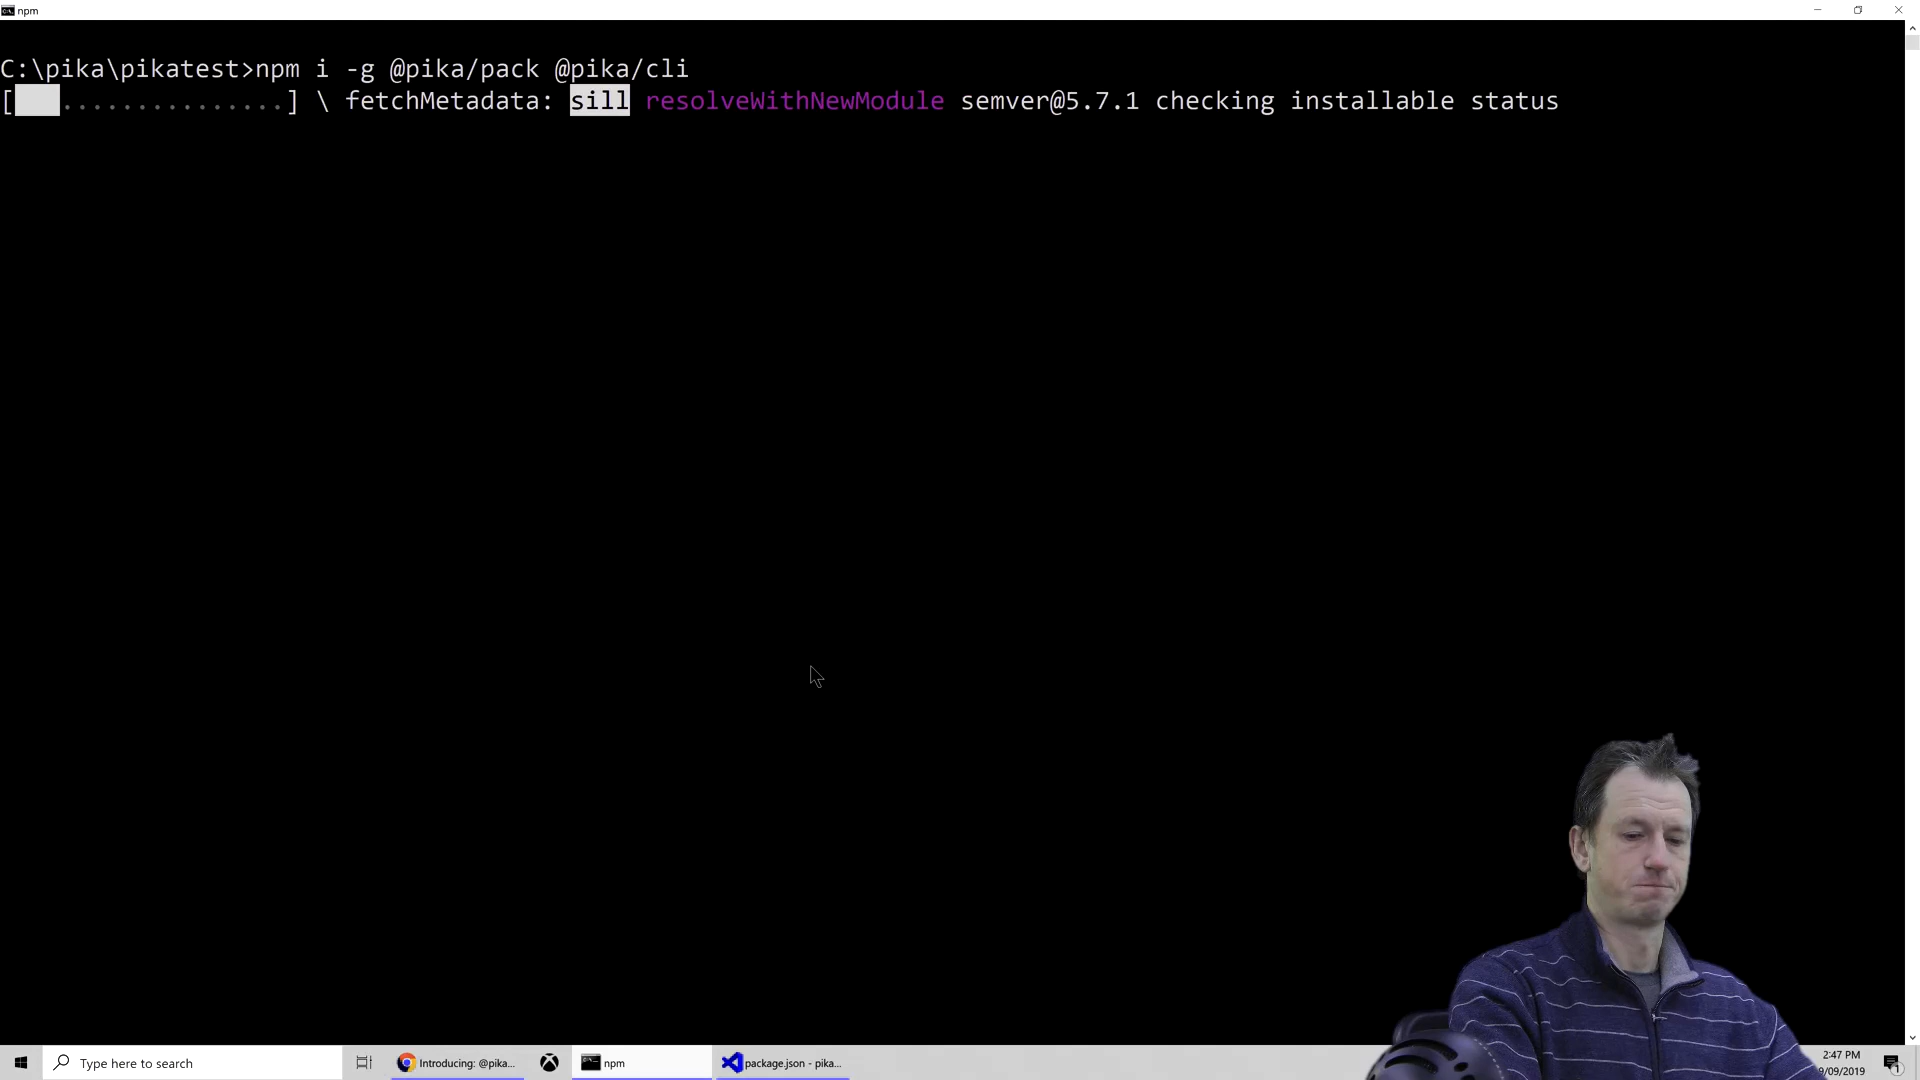 npm
C:\pika\pikatest>npm i -g @pika/pack @pika/cli
[...............] \ fetchMetadata: sill resolveWithNewModule semver@5.7.1 checking installable status
Type here to search
Introducing: @pika...
npm
package.json - pika...
2:47 PM
9/09/2019
1